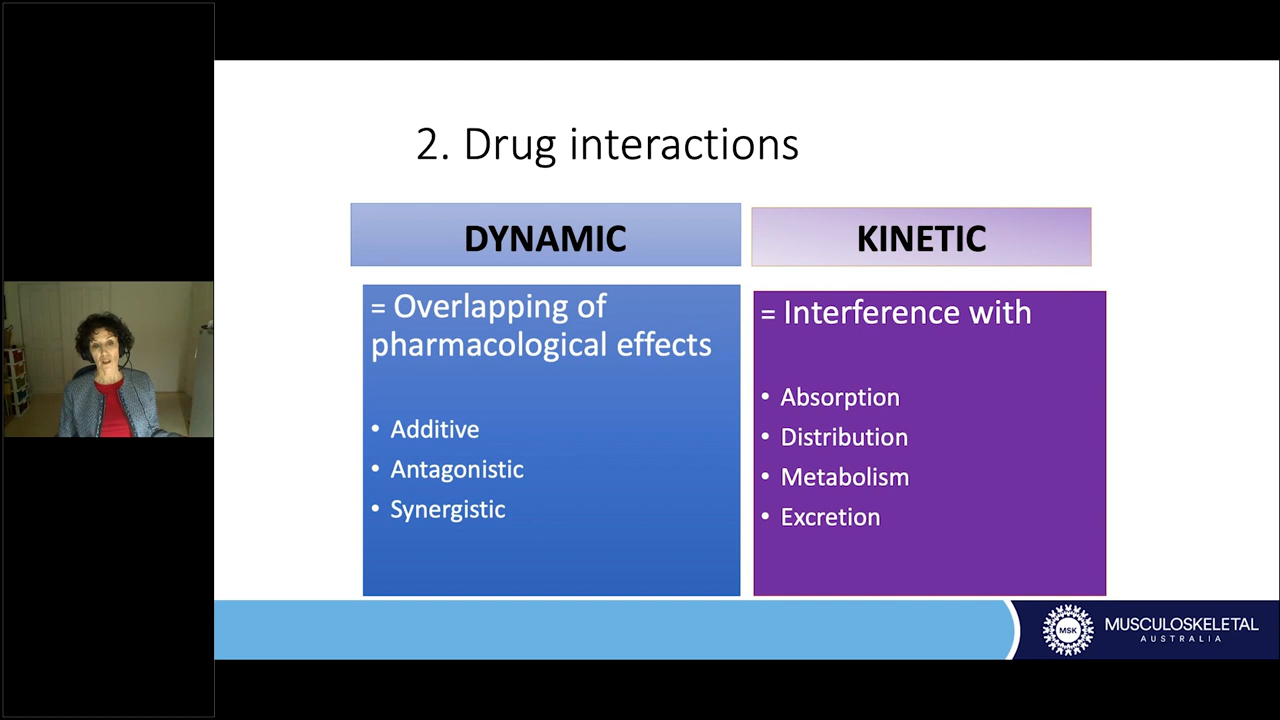 2. Drug interactions
DYNAMIC
= Overlapping of
pharmacological effects
• Additive
• Antagonistic
• Synergistic
KINETIC
= Interference with
• Absorption
• Distribution
• Metabolism
• Excretion
MSK
MUSCULOSKELETAL
AUSTRALIA